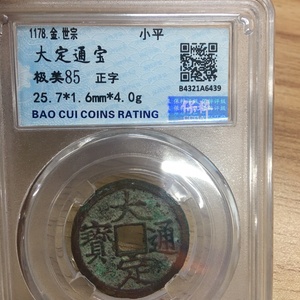 1178.金.世宗 小平
大定通宝
极美85 正字
B4321A6439
25.7*1.6mm*4.0g
BAO CUI COINS RATING
大
寳 通
定